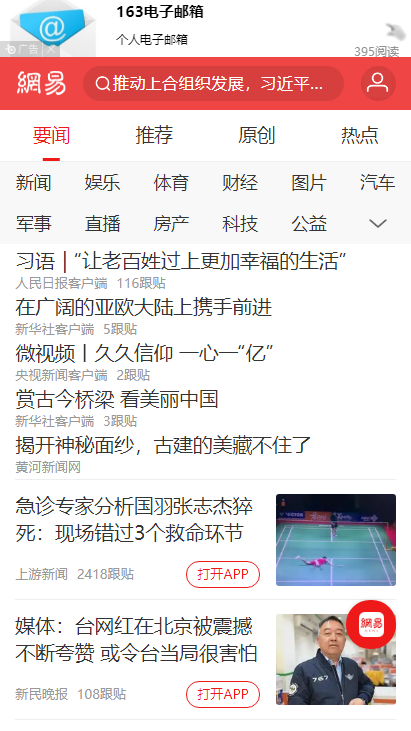 163电子邮箱
广告
个人电子邮箱
395阅读
網易
推动上合组织发展，习近平...
要闻 推荐 原创 热点
新闻 娱乐 体育 财经 图片 汽车
军事 直播 房产 科技 公益
习语 | “让老百姓过上更加幸福的生活”
人民日报客户端 116跟贴
在广阔的亚欧大陆上携手前进
新华社客户端 5跟贴
微视频丨久久信仰 一心一“亿”
央视新闻客户端 2跟贴
赏古今桥梁 看美丽中国
新华社客户端 3跟贴
揭开神秘面纱，古建的美藏不住了
黄河新闻网
急诊专家分析国羽张志杰猝
死：现场错过3个救命环节
上游新闻 2418跟贴 打开APP
媒体：台网红在北京被震撼
不断夸赞 或令台当局很害怕
新民晚报 108跟贴 打开APP
網易
767